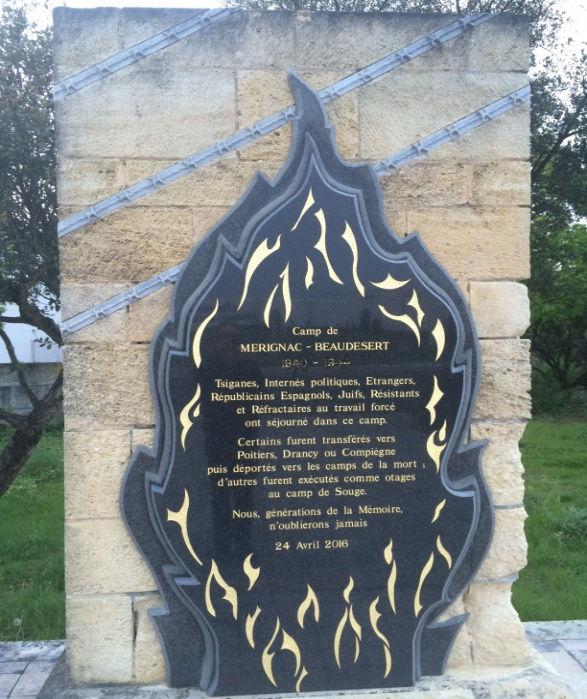 Camp de
MERIGNAC - BEAUDESERT
1940 - 1944
Tsiganes, Internés politiques, Etrangers,
Républicains Espagnols, Juifs, Résistants
et Réfractaires au travail forcé
ont séjourné dans ce camp.
Certains furent transférés vers
Poitiers, Drancy ou Compiègne
puis déportés vers les camps de la mort ;
d'autres furent exécutés comme otages
au camp de Souge.
Nous, générations de la Mémoire,
n'oublierons jamais
24 Avril 2016